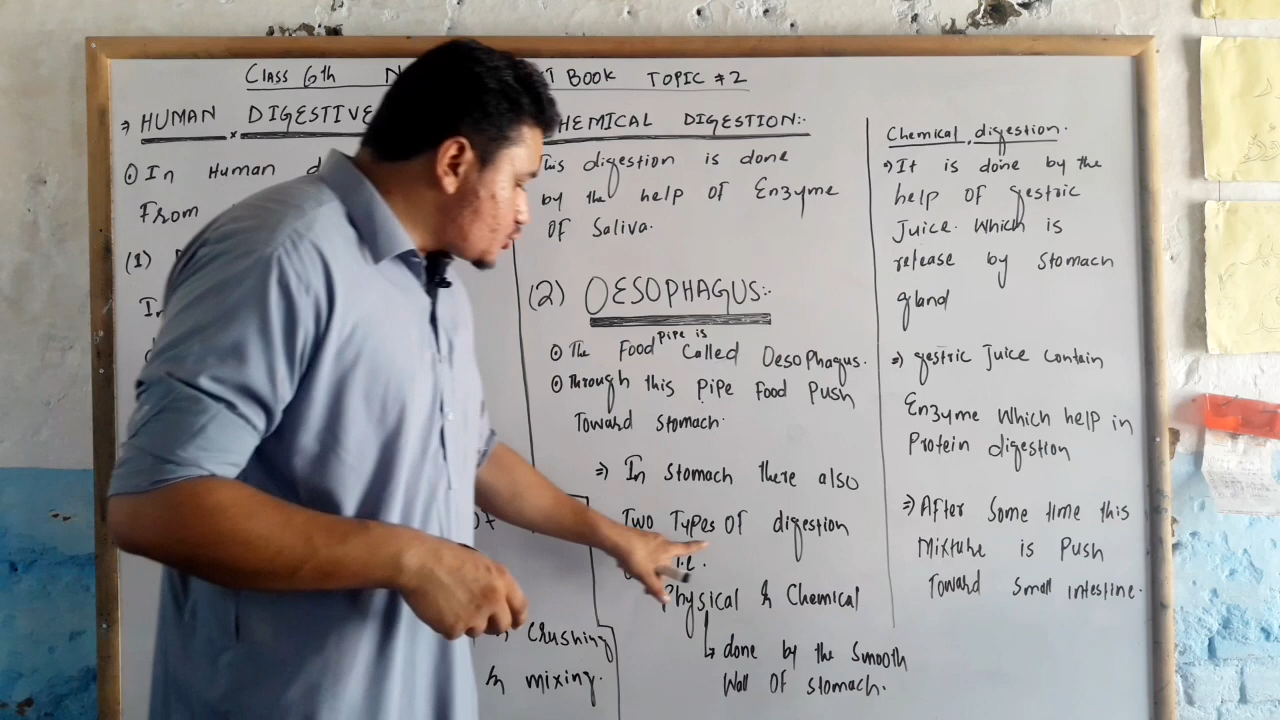 Class 6th N T BOOK TOPIC #2
⇒ HUMAN DIGESTIVE
⊙ In Human
From
(1)
In
crushing
& mixing.
HEMICAL DIGESTION:-
This digestion is done
by the help of Enzyme
OF Saliva.
(2) OESOPHAGUS:-
⊙ The Food pipe is Called Oesophagus.
⊙ Through this Pipe Food Push
Toward stomach.
⇒ In stomach there also
Two Types of digestion
i.e.
Physical & Chemical
↳ done by the smooth
Wall OF stomach.
Chemical digestion.
⇒ It is done by the
help of gestric
Juice. Which is
release by stomach
gland
⇒ gestric Juice contain
Enzyme Which help in
Protein digestion
⇒ After Some time this
Mixture is Push
Toward small intestine.